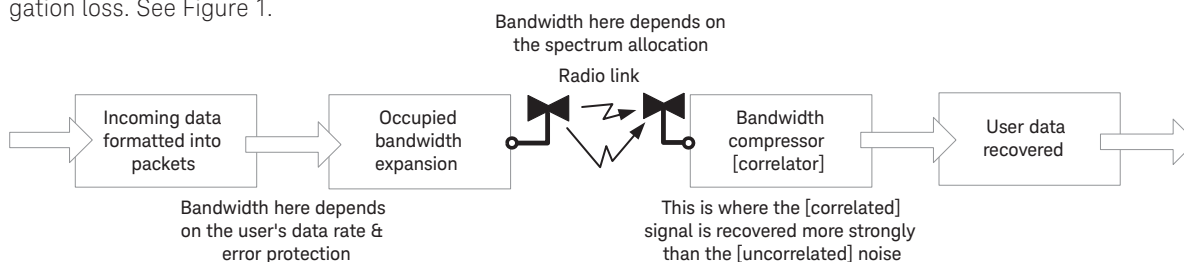 gation loss. See Figure 1.
Bandwidth here depends on
the spectrum allocation
Radio link
Incoming data
formatted into
packets
Occupied
bandwidth
expansion
Bandwidth
compressor
[correlator]
User data
recovered
Bandwidth here depends
on the user's data rate &
error protection
This is where the [correlated]
signal is recovered more strongly
than the [uncorrelated] noise